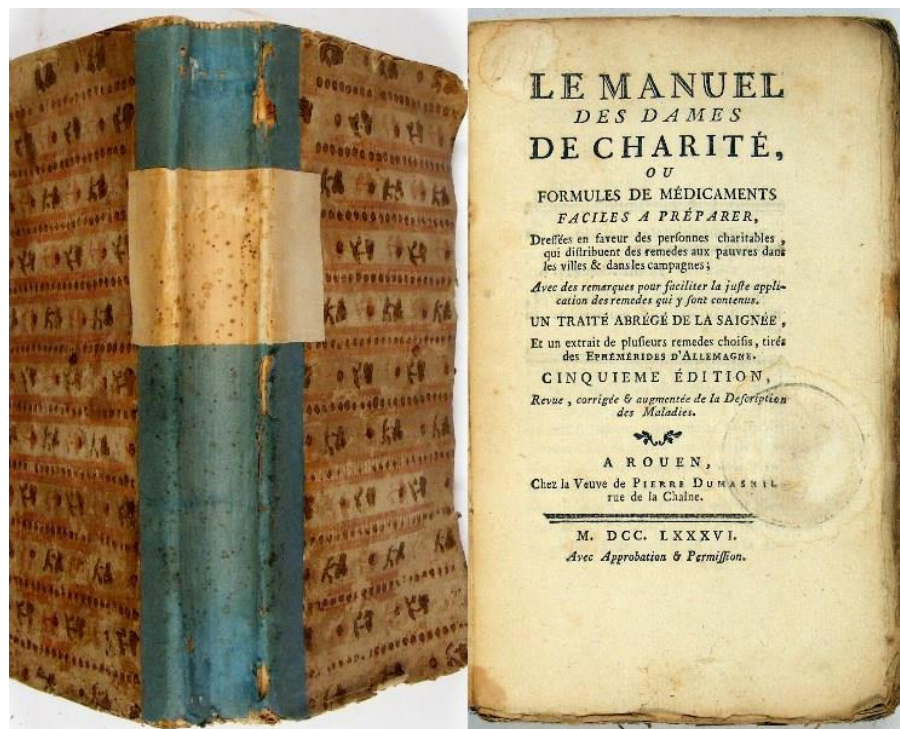 LE MANUEL
DES DAMES
DE CHARITÉ,
OU
FORMULES DE MÉDICAMENTS
FACILES A PRÉPARER,
Dreſſées en faveur des perſonnes charitables,
qui diſtribuent des remedes aux pauvres dans
les villes & dans les campagnes;
Avec des remarques pour faciliter la juſte appli-
cation des remedes qui y ſont contenus.
UN TRAITÉ ABRÉGÉ DE LA SAIGNÉE,
Et un extrait de pluſieurs remedes choiſis, tirés
des EPHÉMÉRIDES D'ALLEMAGNE.
CINQUIEME ÉDITION,
Revue, corrigée & augmentée de la Deſcription
des Maladies.
A ROUEN,
Chez la Veuve de PIERRE DUMESNIL
rue de la Chaîne.
M. DCC. LXXXVI.
Avec Approbation & Permiſſion.